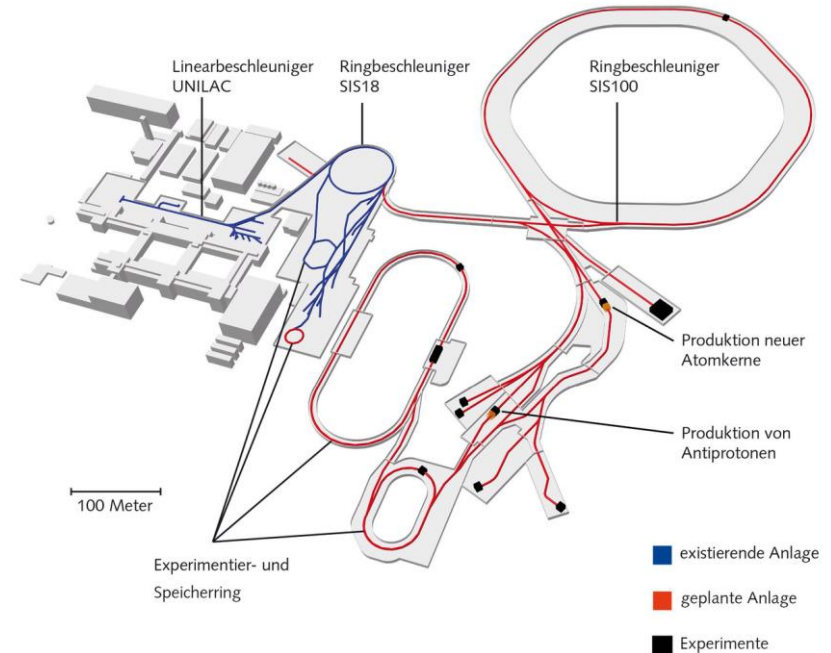 Linearbeschleuniger
UNILAC
Ringbeschleuniger
SIS18
Ringbeschleuniger
SIS100
Produktion neuer
Atomkerne
Produktion von
Antiprotonen
100 Meter
Experimentier- und
Speicherring
existierende Anlage
geplante Anlage
Experimente